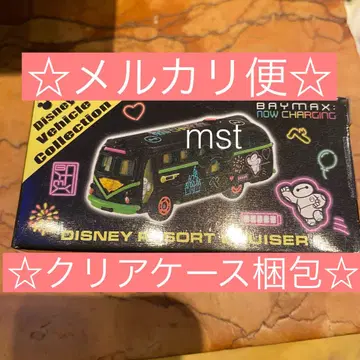 ☆メルカリ便☆
Disney
Vehicle
Collection
BAYMAX:
NOW CHARGING
mst
DISNEY RESORT CRUISER
☆クリアケース梱包☆